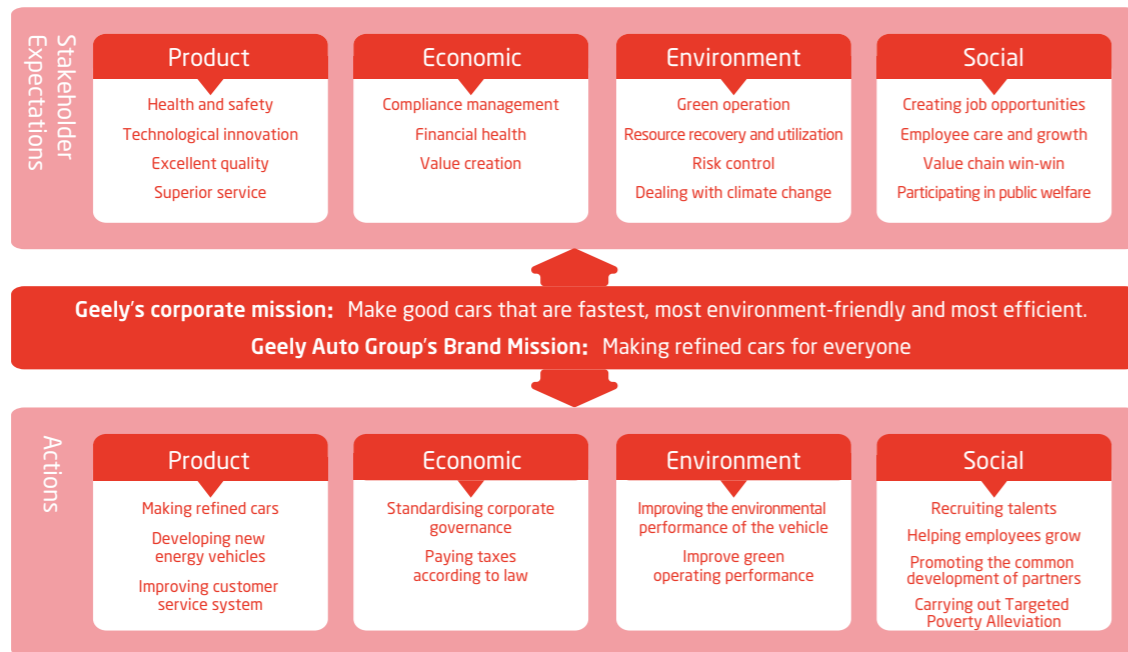 Stakeholder
Expectations
Product
Health and safety
Technological innovation
Excellent quality
Superior service
Economic
Compliance management
Financial health
Value creation
Environment
Green operation
Resource recovery and utilization
Risk control
Dealing with climate change
Social
Creating job opportunities
Employee care and growth
Value chain win-win
Participating in public welfare
Geely's corporate mission: Make good cars that are fastest, most environment-friendly and most efficient.
Geely Auto Group's Brand Mission: Making refined cars for everyone
Actions
Product
Making refined cars
Developing new
energy vehicles
Improving customer
service system
Economic
Standardising corporate
governance
Paying taxes
according to law
Environment
Improving the environmental
performance of the vehicle
Improve green
operating performance
Social
Recruiting talents
Helping employees grow
Promoting the common
development of partners
Carrying out Targeted
Poverty Alleviation